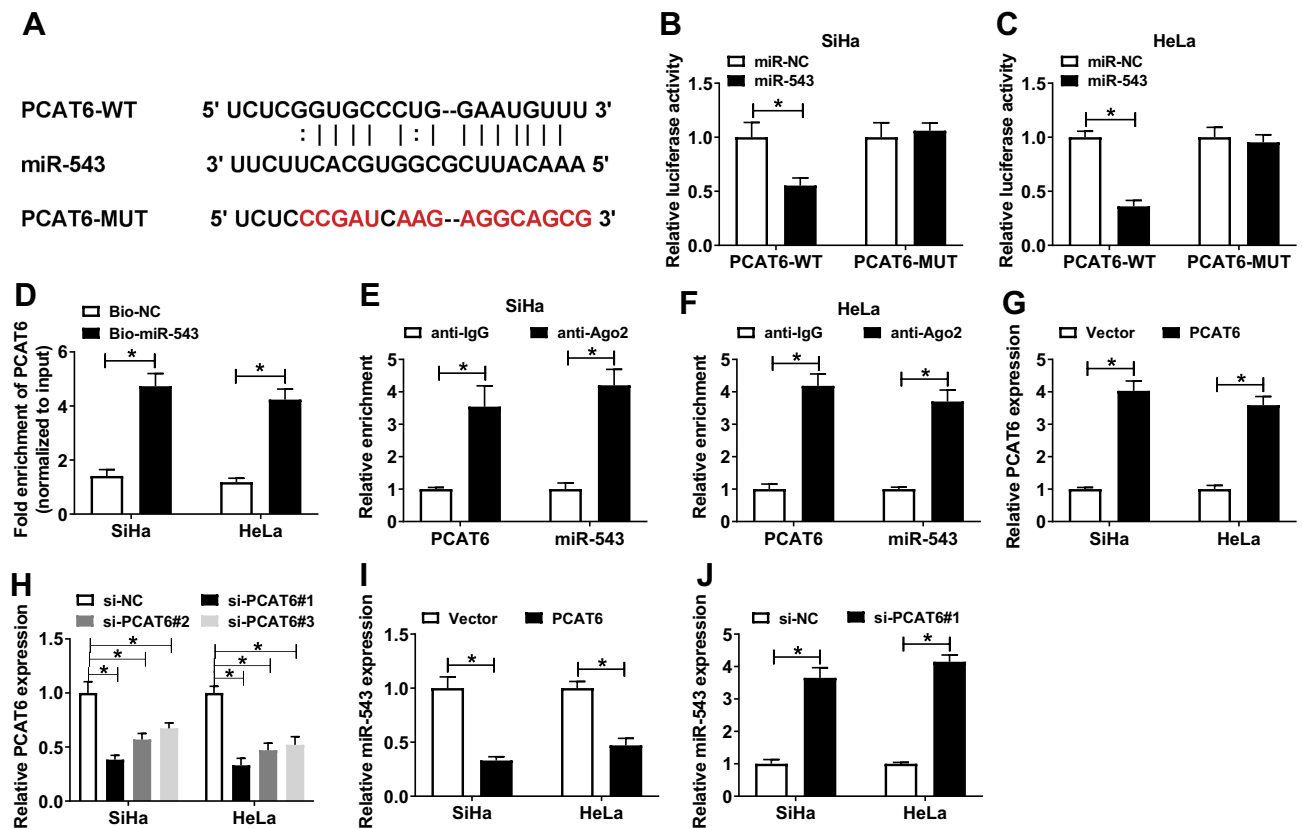 A
PCAT6-WT 5' UCUCGGUGCCCUG--GAAUGUUU 3'
: | | | | | : | | | | | | | |
miR-543 3' UUCUUCACGUGGCGCUUACAAA 5'
PCAT6-MUT 5' UCUCCCGAUCAAG--AGGCAGCG 3'
B
SiHa
miR-NC
miR-543
Relative luciferase activity
1.5
1.0
0.5
0.0
*
PCAT6-WT PCAT6-MUT
C
HeLa
miR-NC
miR-543
Relative luciferase activity
1.5
1.0
0.5
0.0
*
PCAT6-WT PCAT6-MUT
D
Bio-NC
Bio-miR-543
Fold enrichment of PCAT6
(normalized to input)
6
4
2
0
* *
SiHa HeLa
E
SiHa
anti-IgG anti-Ago2
Relative enrichment
5
4
3
2
1
0
* *
PCAT6 miR-543
F
HeLa
anti-IgG anti-Ago2
Relative enrichment
5
4
3
2
1
0
* *
PCAT6 miR-543
G
Vector PCAT6
Relative PCAT6 expression
5
4
3
2
1
0
* *
SiHa HeLa
H
si-NC si-PCAT6#1
si-PCAT6#2 si-PCAT6#3
Relative PCAT6 expression
1.5
1.0
0.5
0.0
* * *
* * *
SiHa HeLa
I
Vector PCAT6
Relative miR-543 expression
1.5
1.0
0.5
0.0
* *
SiHa HeLa
J
si-NC si-PCAT6#1
Relative miR-543 expression
5
4
3
2
1
0
* *
SiHa HeLa